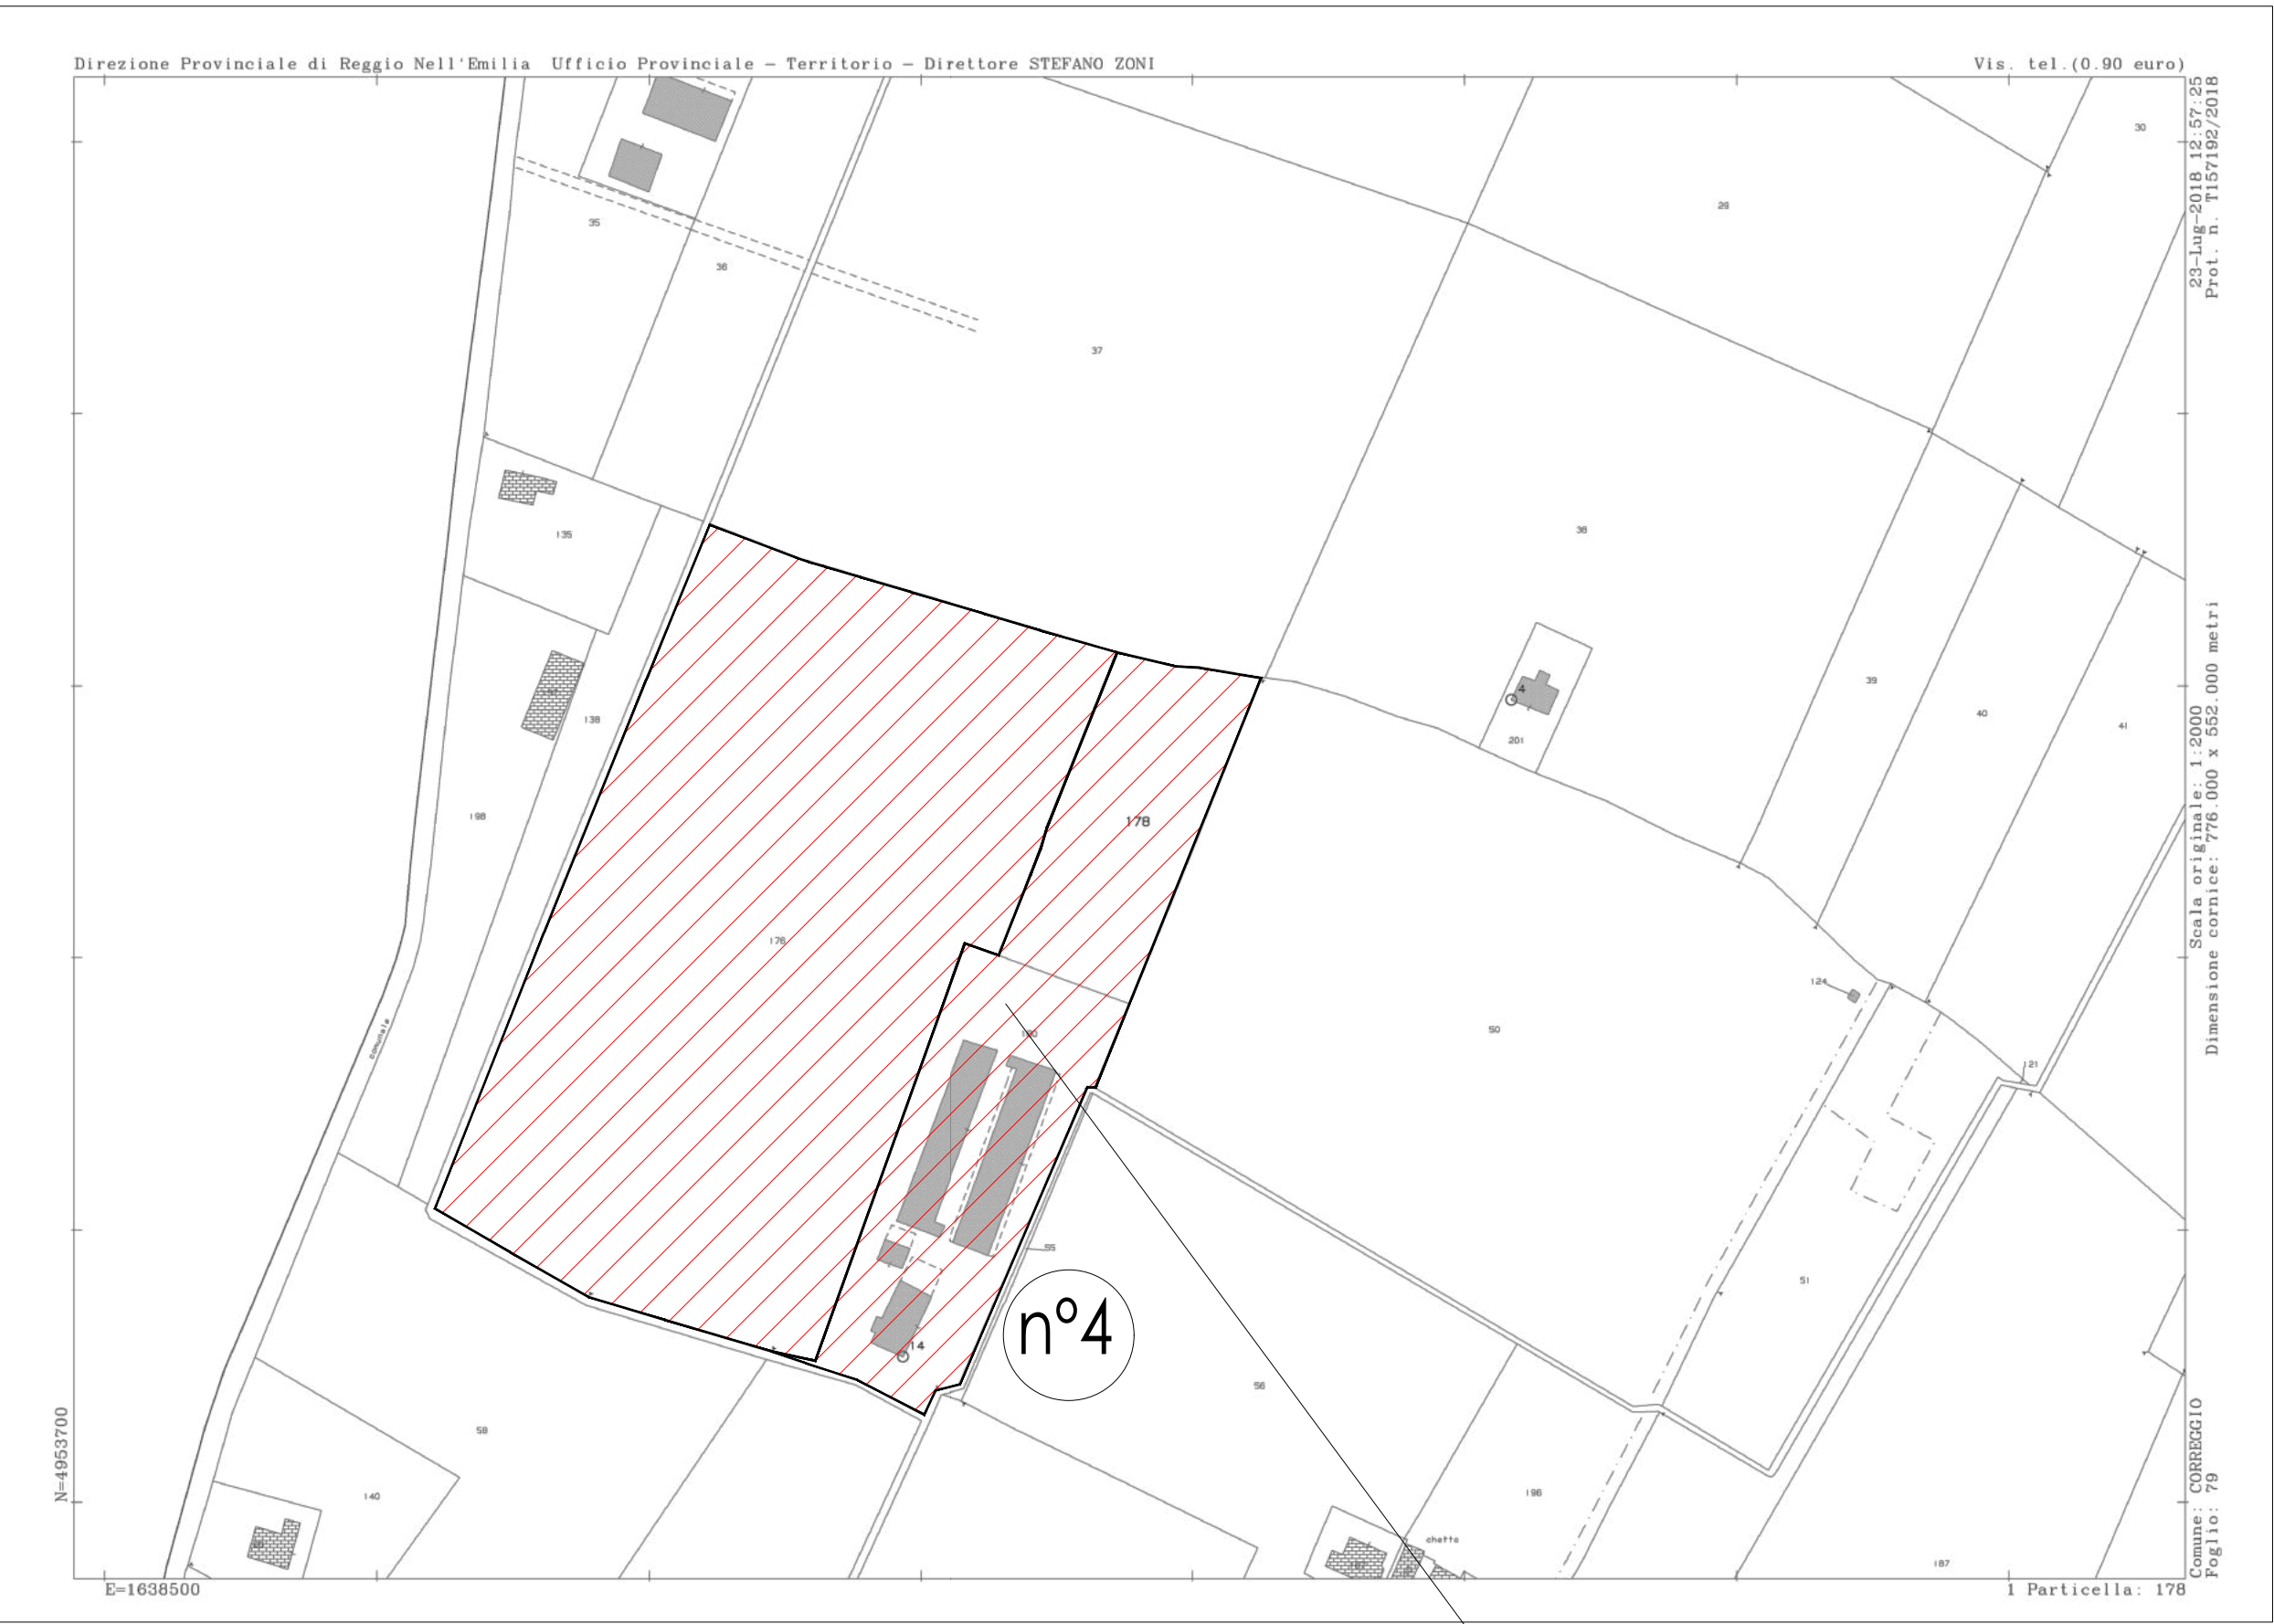 Direzione Provinciale di Reggio Nell'Emilia Ufficio Provinciale - Territorio - Direttore STEFANO ZONI
Vis. tel.(0.90 euro)
23-Lug-2018 12:57:25
Prot. n. T157192/2018
30
29
35
36
37
38
135
4
39
40
41
201
138
198
178
176
124
50
comunale
121
55
51
n°4
14
56
58
196
140
chetto
187
Scala originale: 1:2000
Dimensione cornice: 776.000 x 552.000 metri
Comune: CORREGGIO
Foglio: 79
N=4953700
E=1638500
1 Particella: 178